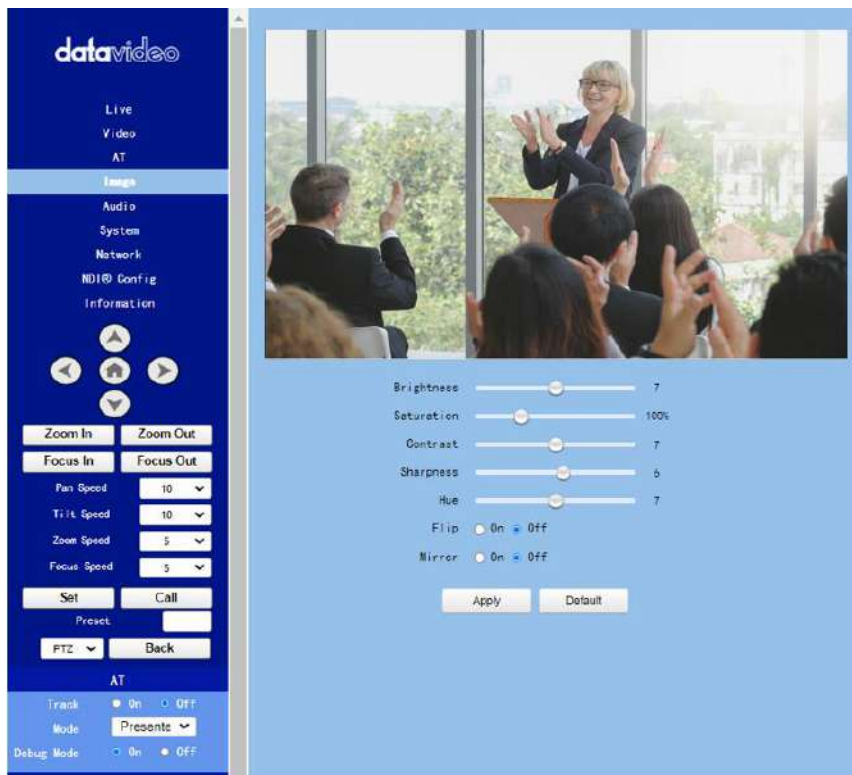 datavideo
Live
Video
AT
Image
Audio
System
Network
NDI® Config
Information
Zoom In Zoom Out
Focus In Focus Out
Pan Speed 10
Tilt Speed 10
Zoom Speed 5
Focus Speed 5
Set Call
Preset
PTZ Back
AT
Track On Off
Mode Presente
Debug Mode On Off
Brightness 7
Saturation 100%
Contrast 7
Sharpness 6
Hue 7
Flip On Off
Mirror On Off
Apply Default